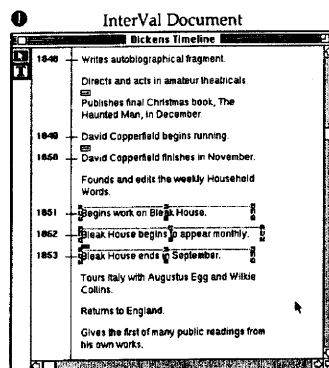 ❶ InterVal Document
Dickens Timeline
T
1848 Writes autobiographical fragment.
Directs and acts in amateur theatricals.
Publishes final Christmas book, The
Haunted Man, in December.
1849 David Copperfield begins running.
1850 David Copperfield finishes in November.
Founds and edits the weekly Household
Words.
1851 Begins work on Bleak House.
1852 Bleak House begins to appear monthly.
1853 Bleak House ends in September.
Tours Italy with Augustus Egg and Wilkie
Collins.
Returns to England.
Gives the first of many public readings from
his own works.